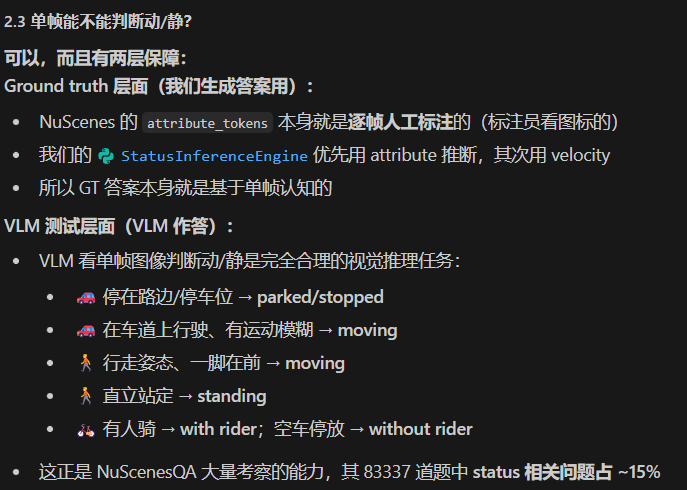 2.3 单帧能不能判断动/静?
可以，而且有两层保障：
Ground truth 层面（我们生成答案用）：
• NuScenes 的 attribute_tokens 本身就是逐帧人工标注的（标注员看图标的）
• 我们的 StatusInferenceEngine 优先用 attribute 推断，其次用 velocity
• 所以 GT 答案本身就是基于单帧认知的
VLM 测试层面（VLM 作答）：
• VLM 看单帧图像判断动/静是完全合理的视觉推理任务：
• 🚗 停在路边/停车位 → parked/stopped
• 🚗 在车道上行驶、有运动模糊 → moving
• 🚶 行走姿态、一脚在前 → moving
• 🧍 直立站定 → standing
• 🚲 有人骑 → with rider；空车停放 → without rider
• 这正是 NuScenesQA 大量考察的能力，其 83337 道题中 status 相关问题占 ~15%